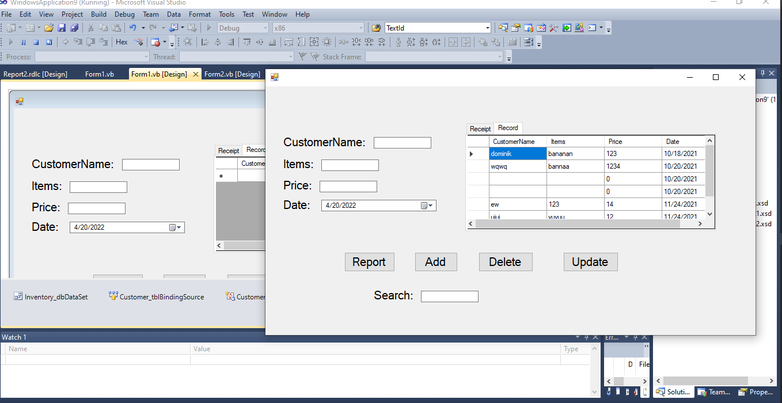 WindowsApplication9 (Running) - Microsoft Visual Studio
File Edit View Project Build Debug Team Data Format Tools Test Window Help
Debug x86 TextId
Hex
Process: Thread: Stack Frame:
Report2.rdlc [Design] Form1.vb Form1.vb [Design] Form2.vb [Design]
CustomerName:
Items:
Price:
Date: 4/20/2022
Receipt Record
Custome
Inventory_dbDataSet Customer_tblBindingSource Customer
Watch 1
Name Value Type
CustomerName:
Items:
Price:
Date: 4/20/2022
Receipt Record
CustomerName Items Price Date
dominik bananan 123 10/18/2021
wqwq bannaa 1234 10/20/2021
0 10/20/2021
0 10/20/2021
ew 123 14 11/24/2021
uiui yuyuu 12 11/24/2021
Report Add Delete Update
Search:
on9' (1
.xsd
1.xsd
2.xsd
Err...
D File
Soluti... Team... Prope...